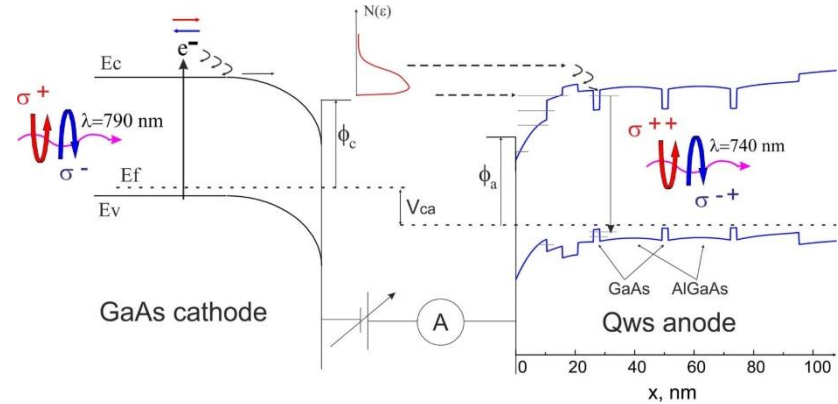 N(ε)
e⁻
Ec
σ+
λ=790 nm
σ-
Ef
Ev
ϕc
Vca
ϕa
σ++
λ=740 nm
σ-+
GaAs
AlGaAs
GaAs cathode
A
Qws anode
0 20 40 60 80 100
x, nm